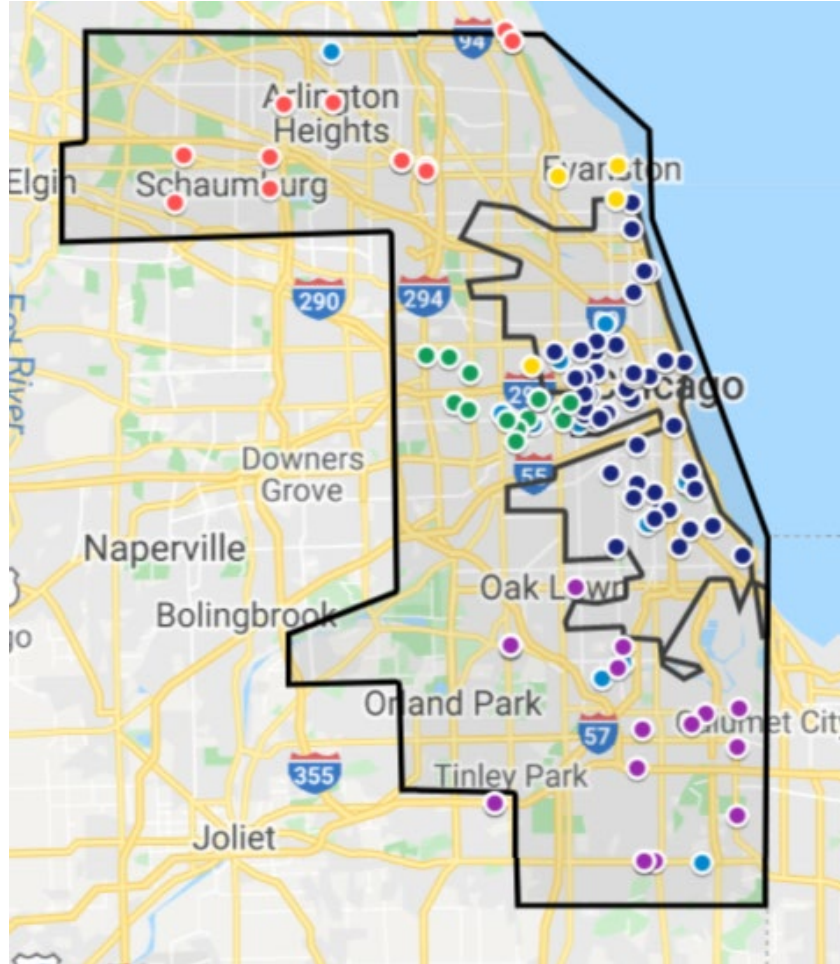 94
Arlington
Heights
Evanston
Elgin
Schaumburg
290
294
Fox River
Chicago
55
Downers
Grove
Naperville
Oak Lawn
Bolingbrook
go
Orland Park
57
Calumet City
355
Tinley Park
Joliet